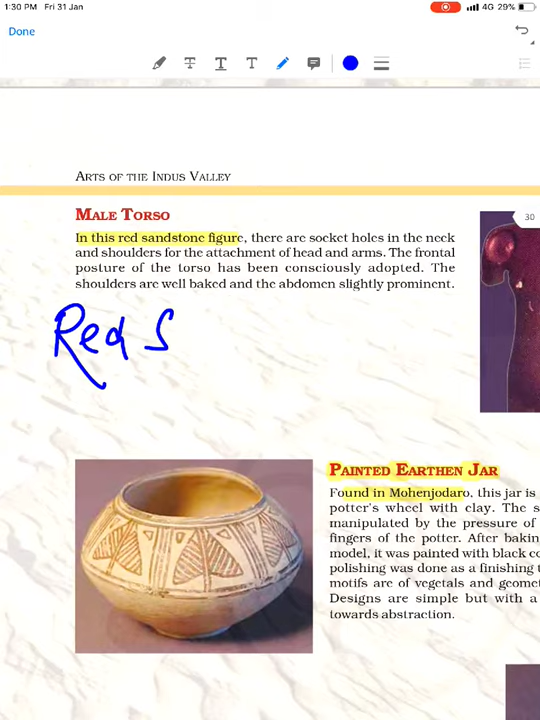 1:30 PM Fri 31 Jan
4G 29%
Done
T T T
ARTS OF THE INDUS VALLEY
MALE TORSO
30
In this red sandstone figure, there are socket holes in the neck
and shoulders for the attachment of head and arms. The frontal
posture of the torso has been consciously adopted. The
shoulders are well baked and the abdomen slightly prominent.
Red S
PAINTED EARTHEN JAR
Found in Mohenjodaro, this jar is
potter's wheel with clay. The s
manipulated by the pressure of
fingers of the potter. After bakin
model, it was painted with black co
polishing was done as a finishing t
motifs are of vegetals and geomet
Designs are simple but with a
towards abstraction.